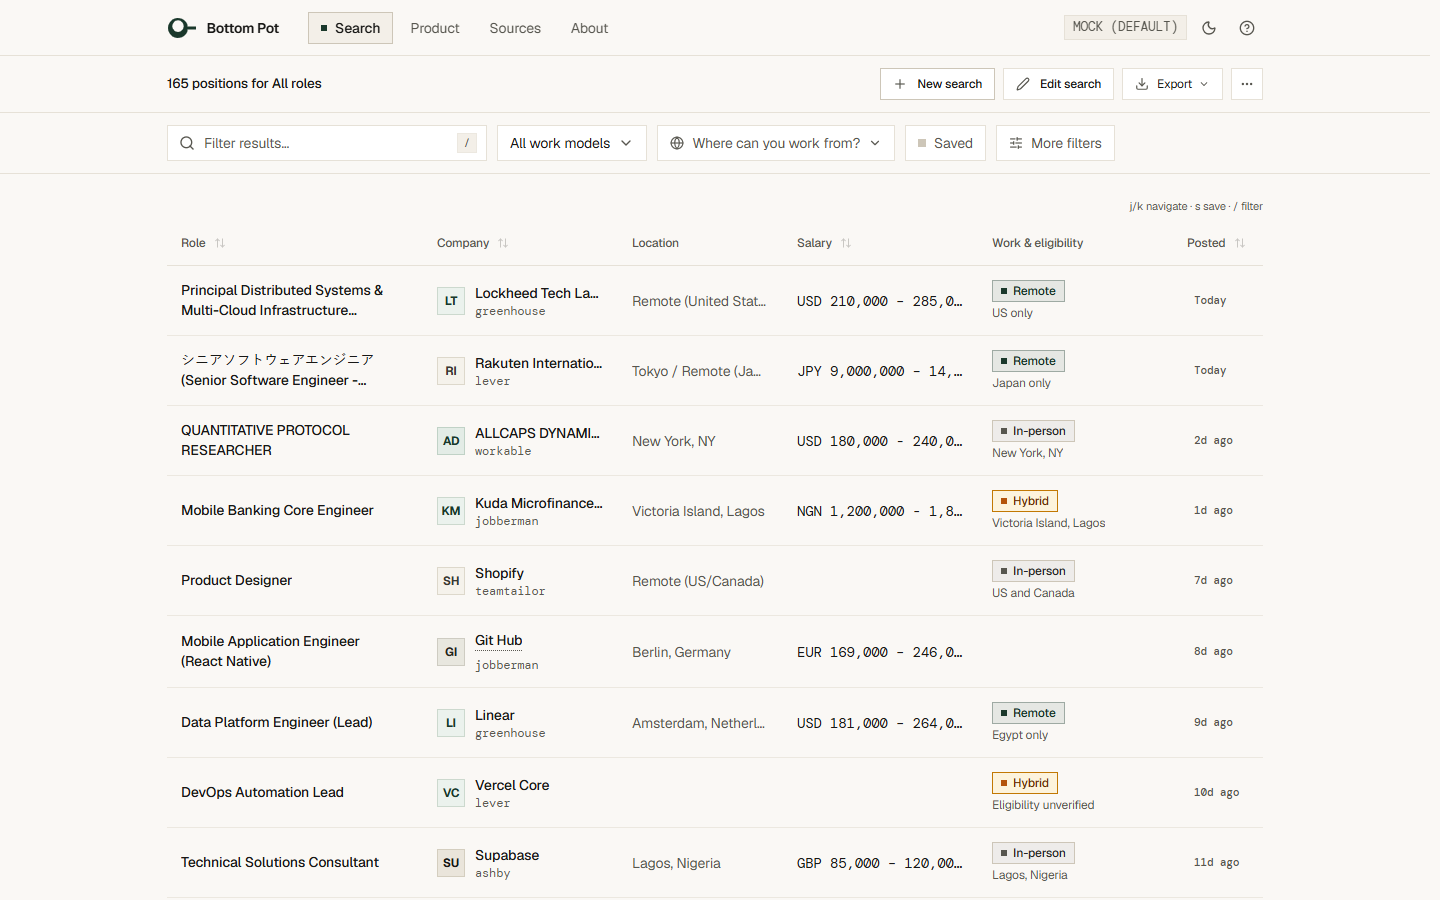 Bottom Pot
Search
Product
Sources
About
MOCK (DEFAULT)
165 positions for All roles
New search
Edit search
Export
Filter results...
/
All work models
Where can you work from?
Saved
More filters
j/k navigate · s save · / filter
Role
Company
Location
Salary
Work & eligibility
Posted
Principal Distributed Systems &
Multi-Cloud Infrastructure...
LT
Lockheed Tech La...
greenhouse
Remote (United Stat...
USD 210,000 – 285,0...
Remote
US only
Today
シニアソフトウェアエンジニア
(Senior Software Engineer -...
RI
Rakuten Internatio...
lever
Tokyo / Remote (Ja...
JPY 9,000,000 – 14,...
Remote
Japan only
Today
QUANTITATIVE PROTOCOL
RESEARCHER
AD
ALLCAPS DYNAMI...
workable
New York, NY
USD 180,000 – 240,0...
In-person
New York, NY
2d ago
Mobile Banking Core Engineer
KM
Kuda Microfinance...
jobberman
Victoria Island, Lagos
NGN 1,200,000 – 1,8...
Hybrid
Victoria Island, Lagos
1d ago
Product Designer
SH
Shopify
teamtailor
Remote (US/Canada)
In-person
US and Canada
7d ago
Mobile Application Engineer
(React Native)
GI
Git Hub
jobberman
Berlin, Germany
EUR 169,000 – 246,0...
8d ago
Data Platform Engineer (Lead)
LI
Linear
greenhouse
Amsterdam, Netherl...
USD 181,000 – 264,0...
Remote
Egypt only
9d ago
DevOps Automation Lead
VC
Vercel Core
lever
Hybrid
Eligibility unverified
10d ago
Technical Solutions Consultant
SU
Supabase
ashby
Lagos, Nigeria
GBP 85,000 – 120,00...
In-person
Lagos, Nigeria
11d ago